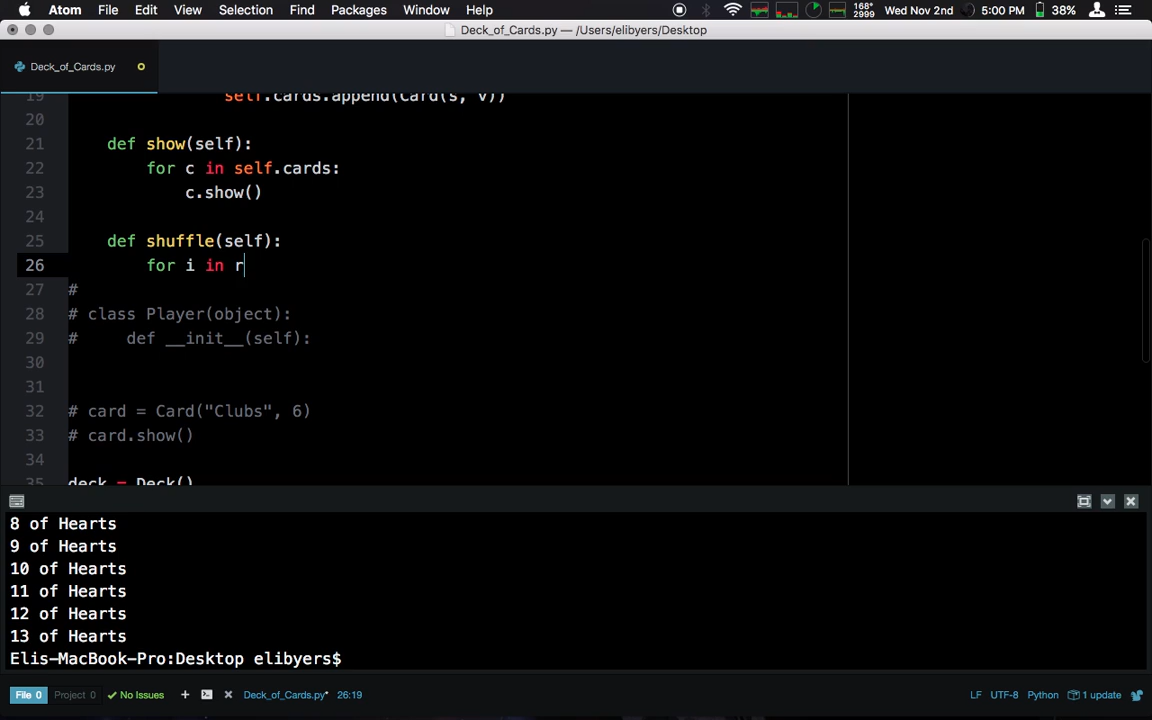 Atom File Edit View Selection Find Packages Window Help 168° 2999 Wed Nov 2nd 5:00 PM 38%
Deck_of_Cards.py — /Users/elibyers/Desktop
Deck_of_Cards.py
19 self.cards.append(Card(s, v))
20
21 def show(self):
22 for c in self.cards:
23 c.show()
24
25 def shuffle(self):
26 for i in r
27 #
28 # class Player(object):
29 # def __init__(self):
30
31
32 # card = Card("Clubs", 6)
33 # card.show()
34
35 deck = Deck()
8 of Hearts
9 of Hearts
10 of Hearts
11 of Hearts
12 of Hearts
13 of Hearts
Elis-MacBook-Pro:Desktop elibyers$
File 0 Project 0 No Issues Deck_of_Cards.py* 26:19 LF UTF-8 Python 1 update